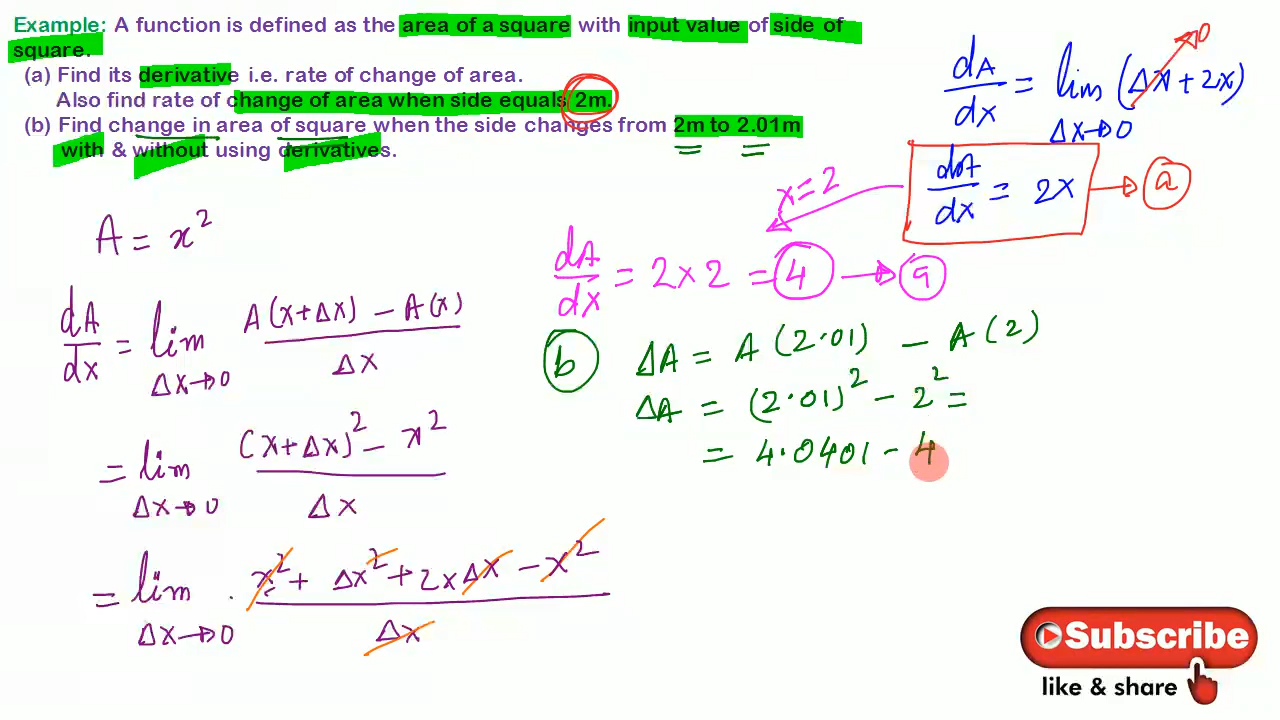 Example: A function is defined as the area of a square with input value of side of
square.
(a) Find its derivative i.e. rate of change of area.
Also find rate of change of area when side equals 2m.
(b) Find change in area of square when the side changes from 2m to 2.01m
with & without using derivatives.
A = x²
dA/dx = lim Δx→0 (A(x+Δx) - A(x))/Δx
= lim Δx→0 ((x+Δx)² - x²)/Δx
= lim Δx→0 (x² + Δx² + 2xΔx - x²)/Δx
dA/dx = lim Δx→0 (Δx + 2x) 0
dA/dx = 2x → a
x=2
dA/dx = 2×2 = 4 → a
b ΔA = A(2.01) - A(2)
ΔA = (2.01)² - 2² =
= 4.0401 - 4
Subscribe
like & share